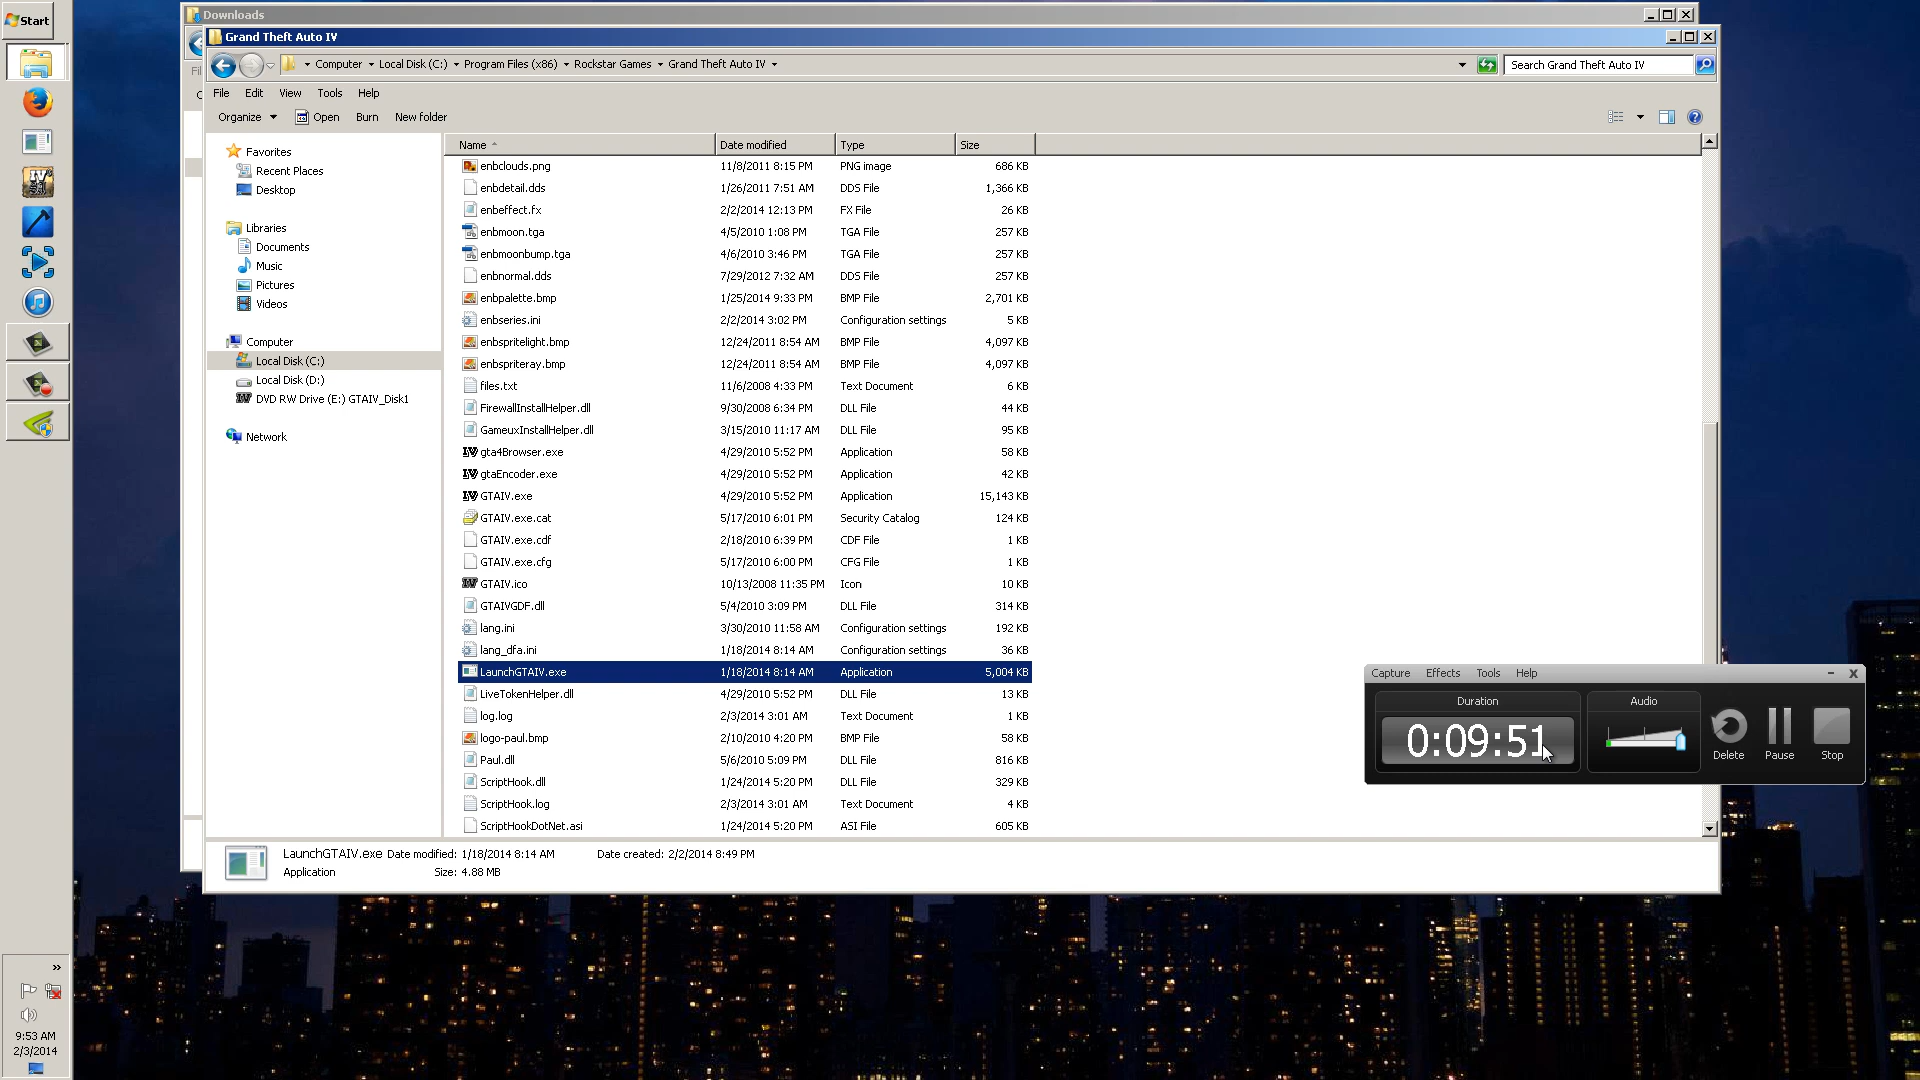 Start
Downloads
Grand Theft Auto IV
Computer Local Disk (C:) Program Files (x86) Rockstar Games Grand Theft Auto IV
Search Grand Theft Auto IV
File Edit View Tools Help
Organize Open Burn New folder
Favorites
Recent Places
Desktop
Libraries
Documents
Music
Pictures
Videos
Computer
Local Disk (C:)
Local Disk (D:)
DVD RW Drive (E:) GTAIV_Disk1
Network
Name Date modified Type Size
enbclouds.png 11/8/2011 8:15 PM PNG image 686 KB
enbdetail.dds 1/26/2011 7:51 AM DDS File 1,366 KB
enbeffect.fx 2/2/2014 12:13 PM FX File 26 KB
enbmoon.tga 4/5/2010 1:08 PM TGA File 257 KB
enbmoonbump.tga 4/6/2010 3:46 PM TGA File 257 KB
enbnormal.dds 7/29/2012 7:32 AM DDS File 257 KB
enbpalette.bmp 1/25/2014 9:33 PM BMP File 2,701 KB
enbseries.ini 2/2/2014 3:02 PM Configuration settings 5 KB
enbspritelight.bmp 12/24/2011 8:54 AM BMP File 4,097 KB
enbspriteray.bmp 12/24/2011 8:54 AM BMP File 4,097 KB
files.txt 11/6/2008 4:33 PM Text Document 6 KB
FirewallInstallHelper.dll 9/30/2008 6:34 PM DLL File 44 KB
GameuxInstallHelper.dll 3/15/2010 11:17 AM DLL File 95 KB
gta4Browser.exe 4/29/2010 5:52 PM Application 58 KB
gtaEncoder.exe 4/29/2010 5:52 PM Application 42 KB
GTAIV.exe 4/29/2010 5:52 PM Application 15,143 KB
GTAIV.exe.cat 5/17/2010 6:01 PM Security Catalog 124 KB
GTAIV.exe.cdf 2/18/2010 6:39 PM CDF File 1 KB
GTAIV.exe.cfg 5/17/2010 6:00 PM CFG File 1 KB
GTAIV.ico 10/13/2008 11:35 PM Icon 10 KB
GTAIVGDF.dll 5/4/2010 3:09 PM DLL File 314 KB
lang.ini 3/30/2010 11:58 AM Configuration settings 192 KB
lang_dfa.ini 1/18/2014 8:14 AM Configuration settings 36 KB
LaunchGTAIV.exe 1/18/2014 8:14 AM Application 5,004 KB
LiveTokenHelper.dll 4/29/2010 5:52 PM DLL File 13 KB
log.log 2/3/2014 3:01 AM Text Document 1 KB
logo-paul.bmp 2/10/2010 4:20 PM BMP File 58 KB
Paul.dll 5/6/2010 5:09 PM DLL File 816 KB
ScriptHook.dll 1/24/2014 5:20 PM DLL File 329 KB
ScriptHook.log 2/3/2014 3:01 AM Text Document 4 KB
ScriptHookDotNet.asi 1/24/2014 5:20 PM ASI File 605 KB
LaunchGTAIV.exe Date modified: 1/18/2014 8:14 AM Date created: 2/2/2014 8:49 PM
Application Size: 4.88 MB
Capture Effects Tools Help
Duration Audio
0:09:51
Delete Pause Stop
9:53 AM
2/3/2014